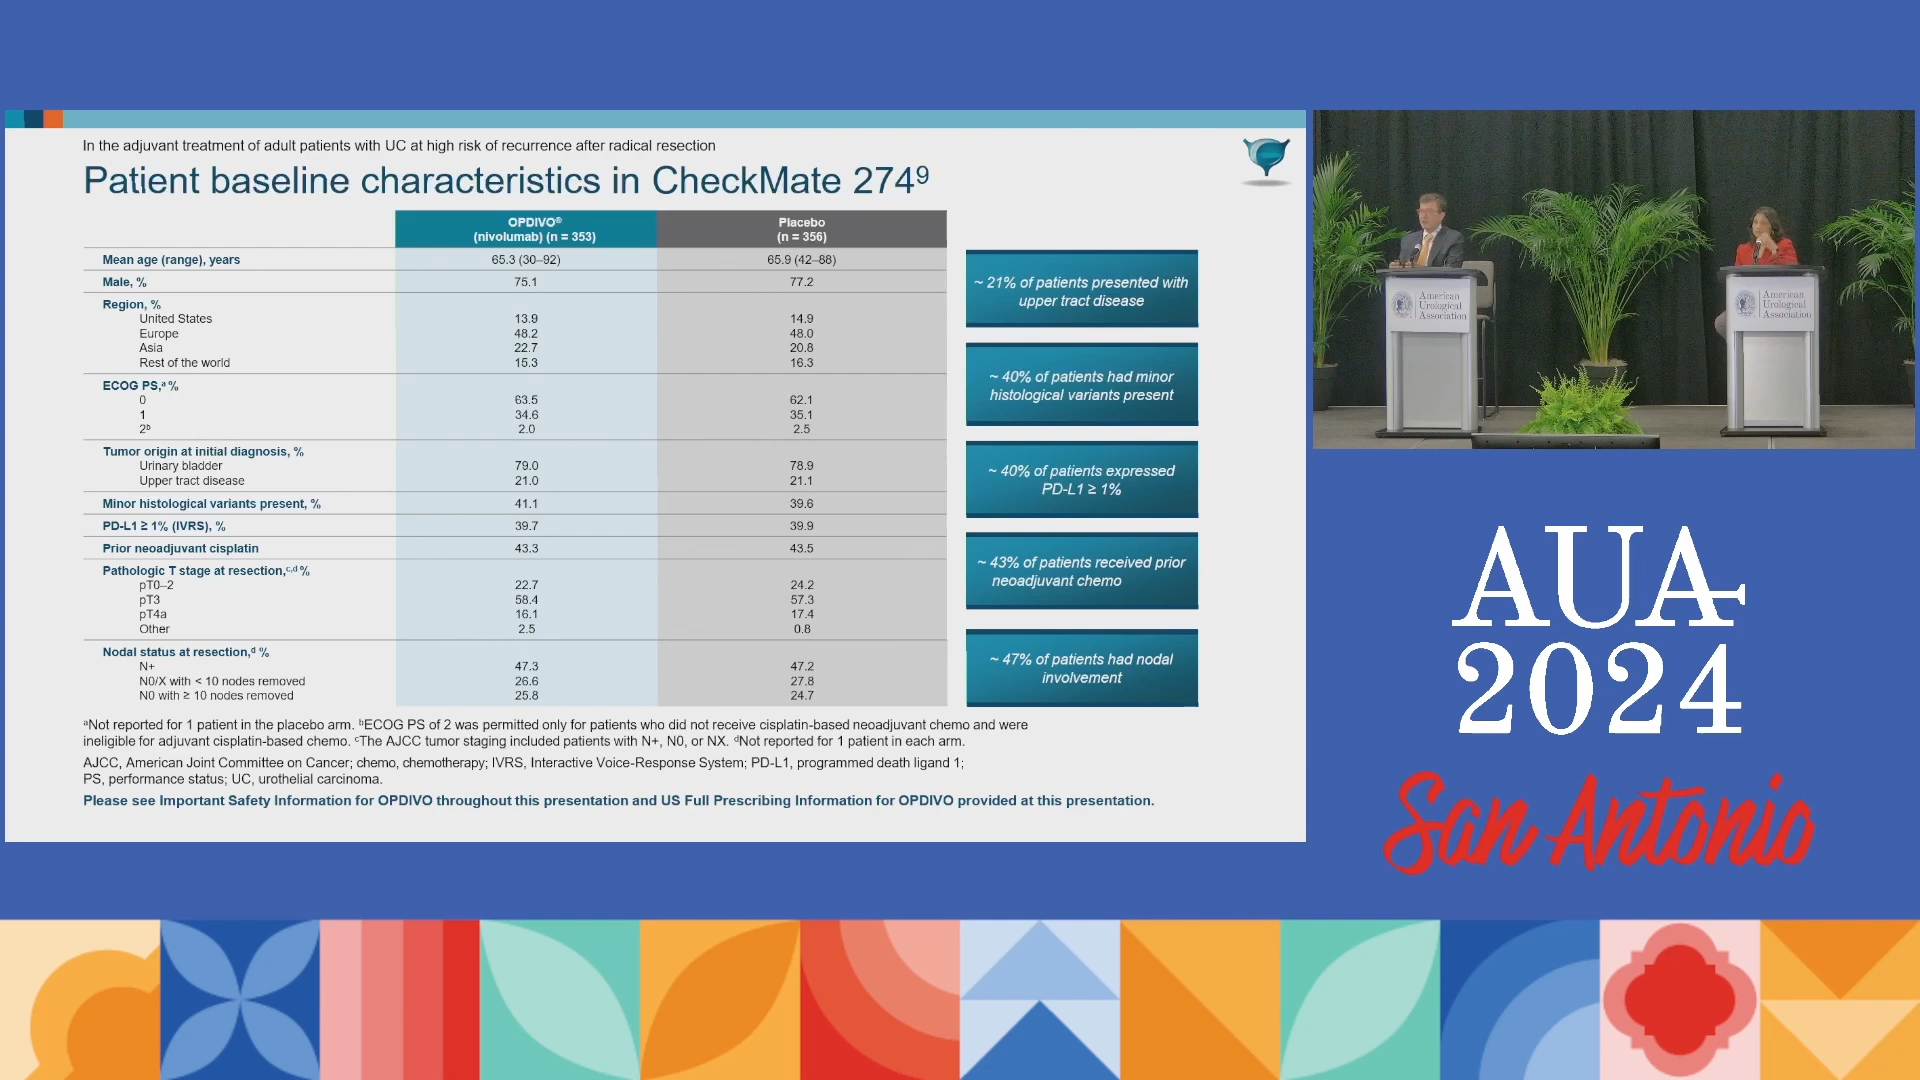 In the adjuvant treatment of adult patients with UC at high risk of recurrence after radical resection
Patient baseline characteristics in CheckMate 274⁹
OPDIVO® Placebo
(nivolumab) (n = 353) (n = 356)
Mean age (range), years 65.3 (30–92) 65.9 (42–88)
Male, % 75.1 77.2
Region, %
United States 13.9 14.9
Europe 48.2 48.0
Asia 22.7 20.8
Rest of the world 15.3 16.3
ECOG PS,ᵃ %
0 63.5 62.1
1 34.6 35.1
2ᵇ 2.0 2.5
Tumor origin at initial diagnosis, %
Urinary bladder 79.0 78.9
Upper tract disease 21.0 21.1
Minor histological variants present, % 41.1 39.6
PD-L1 ≥ 1% (IVRS), % 39.7 39.9
Prior neoadjuvant cisplatin 43.3 43.5
Pathologic T stage at resection,ᶜ,ᵈ %
pT0–2 22.7 24.2
pT3 58.4 57.3
pT4a 16.1 17.4
Other 2.5 0.8
Nodal status at resection,ᵈ %
N+ 47.3 47.2
N0/X with < 10 nodes removed 26.6 27.8
N0 with ≥ 10 nodes removed 25.8 24.7
~ 21% of patients presented with
upper tract disease
~ 40% of patients had minor
histological variants present
~ 40% of patients expressed
PD-L1 ≥ 1%
~ 43% of patients received prior
neoadjuvant chemo
~ 47% of patients had nodal
involvement
ᵃNot reported for 1 patient in the placebo arm. ᵇECOG PS of 2 was permitted only for patients who did not receive cisplatin-based neoadjuvant chemo and were
ineligible for adjuvant cisplatin-based chemo. ᶜThe AJCC tumor staging included patients with N+, N0, or NX. ᵈNot reported for 1 patient in each arm.
AJCC, American Joint Committee on Cancer; chemo, chemotherapy; IVRS, Interactive Voice-Response System; PD-L1, programmed death ligand 1;
PS, performance status; UC, urothelial carcinoma.
Please see Important Safety Information for OPDIVO throughout this presentation and US Full Prescribing Information for OPDIVO provided at this presentation.
American
Urological
Association
American
Urological
Association
AUA
2024
San Antonio